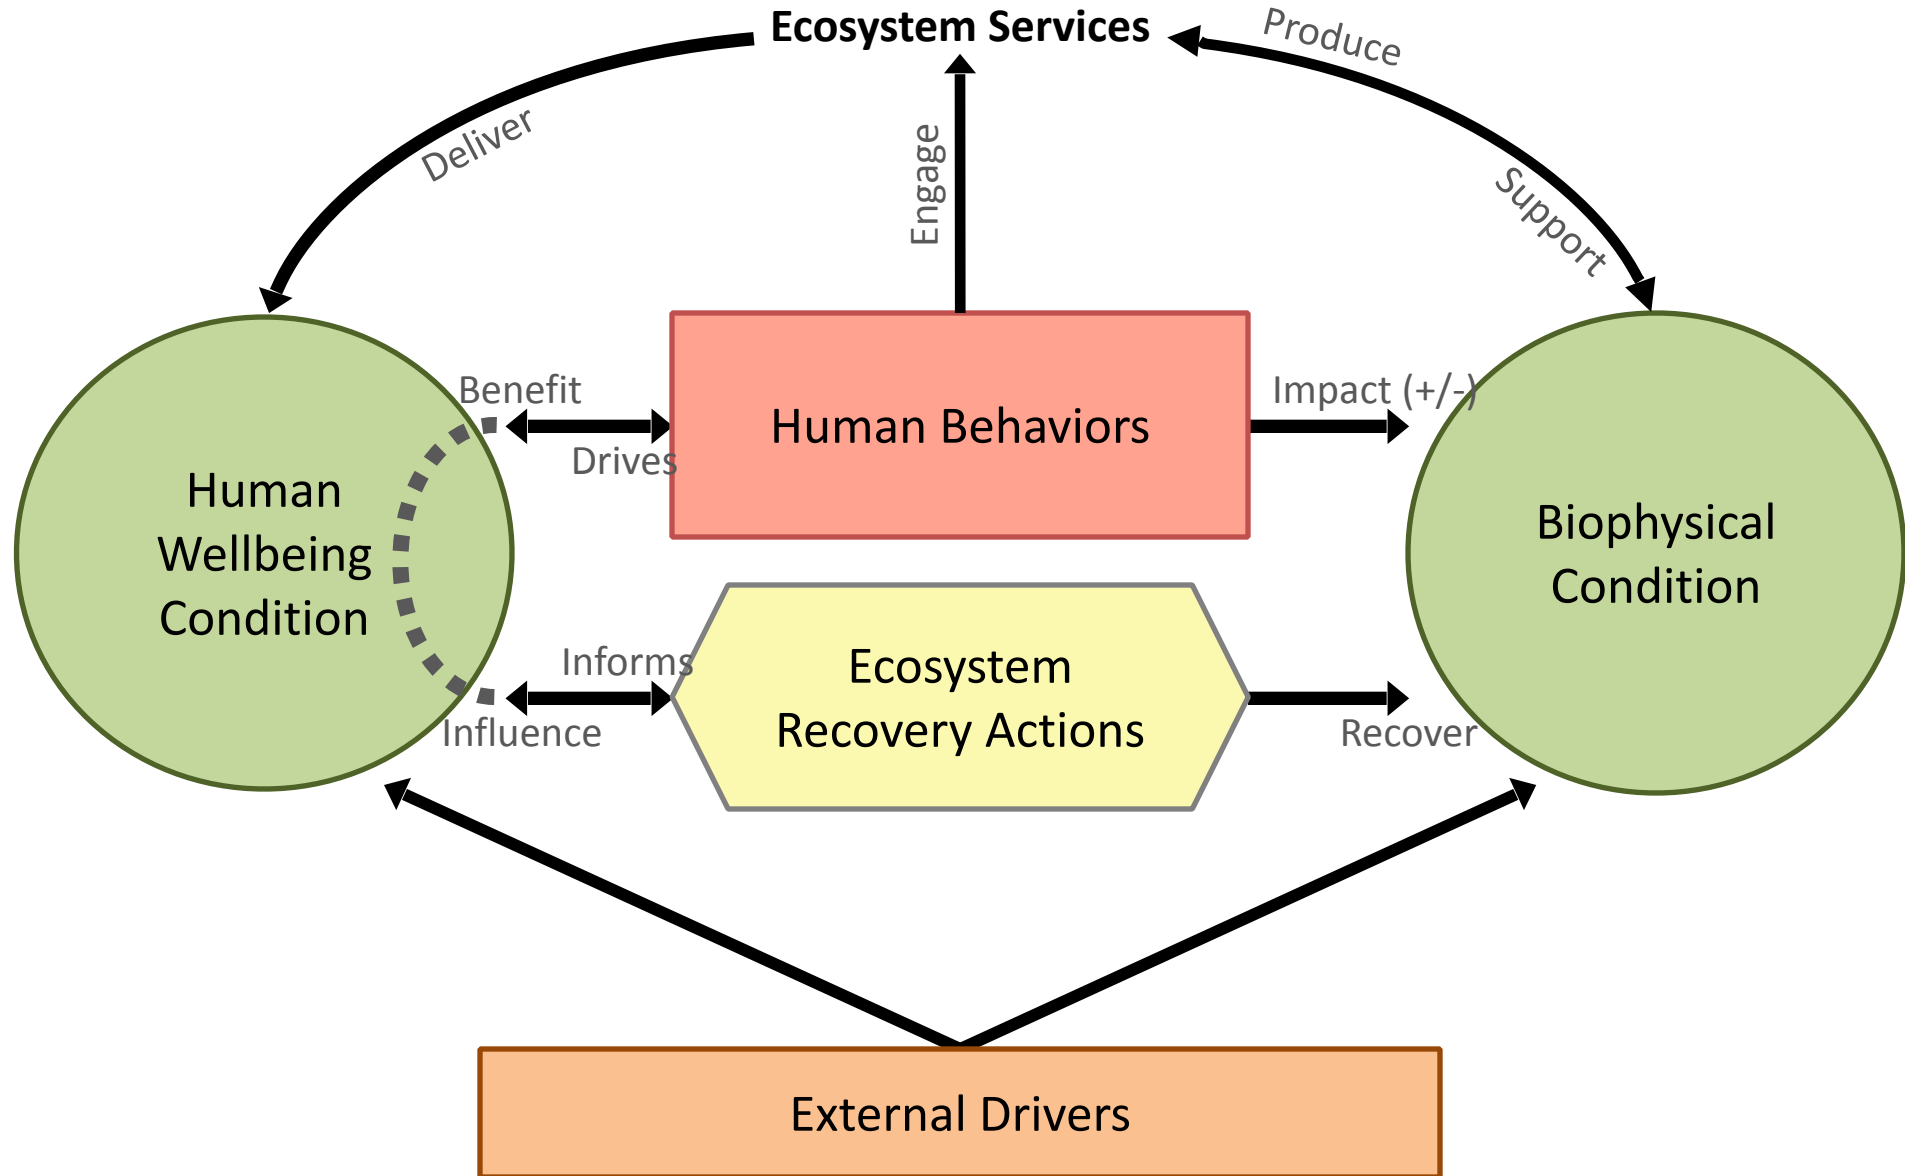 Ecosystem Services
Produce
Deliver
Engage
Support
Benefit
Drives
Human Behaviors
Impact (+/-)
Human
Wellbeing
Condition
Biophysical
Condition
Informs
Influence
Ecosystem
Recovery Actions
Recover
External Drivers